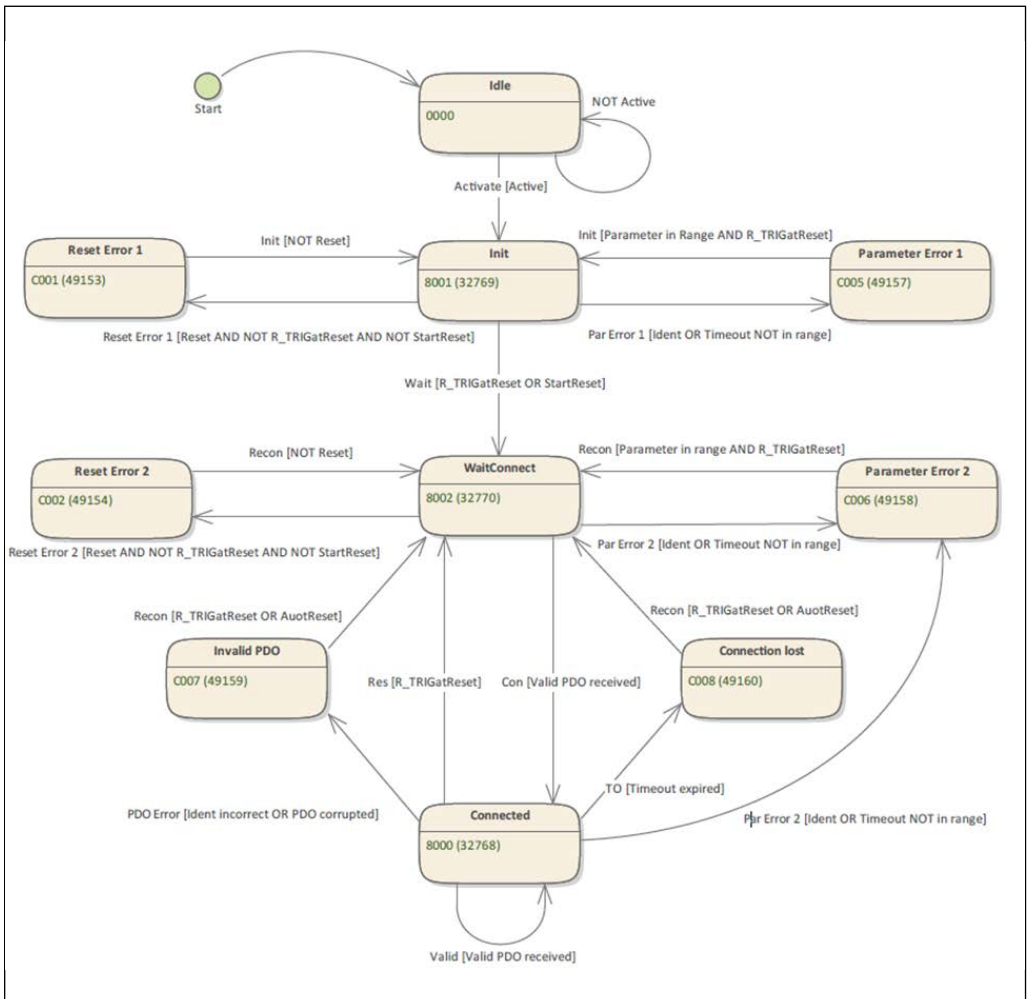 Start
Idle
0000
NOT Active
Activate [Active]
Reset Error 1
C001 (49153)
Init [NOT Reset]
Init
8001 (32769)
Init [Parameter in Range AND R_TRIGatReset]
Parameter Error 1
C005 (49157)
Reset Error 1 [Reset AND NOT R_TRIGatReset AND NOT StartReset]
Par Error 1 [Ident OR Timeout NOT in range]
Wait [R_TRIGatReset OR StartReset]
Reset Error 2
C002 (49154)
Recon [NOT Reset]
WaitConnect
8002 (32770)
Recon [Parameter in range AND R_TRIGatReset]
Parameter Error 2
C006 (49158)
Reset Error 2 [Reset AND NOT R_TRIGatReset AND NOT StartReset]
Par Error 2 [Ident OR Timeout NOT in range]
Recon [R_TRIGatReset OR AuotReset]
Recon [R_TRIGatReset OR AuotReset]
Invalid PDO
C007 (49159)
Res [R_TRIGatReset]
Con [Valid PDO received]
Connection lost
C008 (49160)
TO [Timeout expired]
PDO Error [Ident incorrect OR PDO corrupted]
Connected
8000 (32768)
Par Error 2 [Ident OR Timeout NOT in range]
Valid [Valid PDO received]